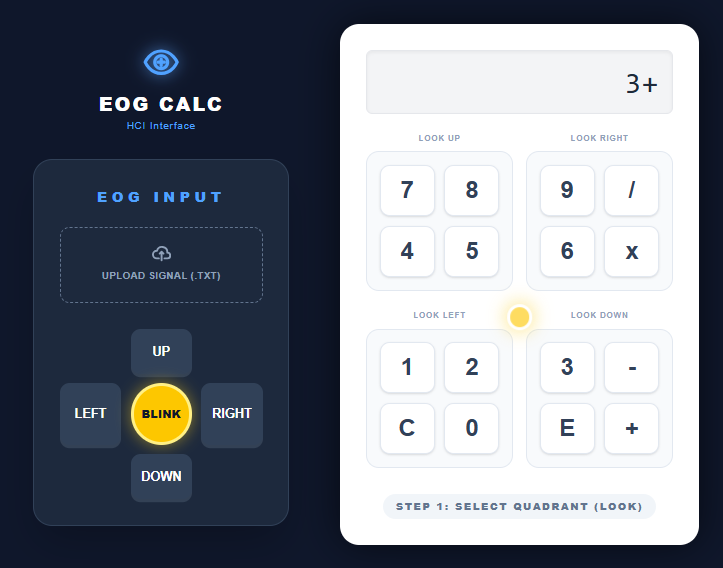 EOG CALC
HCI Interface
EOG INPUT
UPLOAD SIGNAL (.TXT)
UP
LEFT BLINK RIGHT
DOWN
3+
LOOK UP
7 8
4 5
LOOK RIGHT
9 /
6 x
LOOK LEFT
1 2
C 0
LOOK DOWN
3 -
E +
STEP 1: SELECT QUADRANT (LOOK)